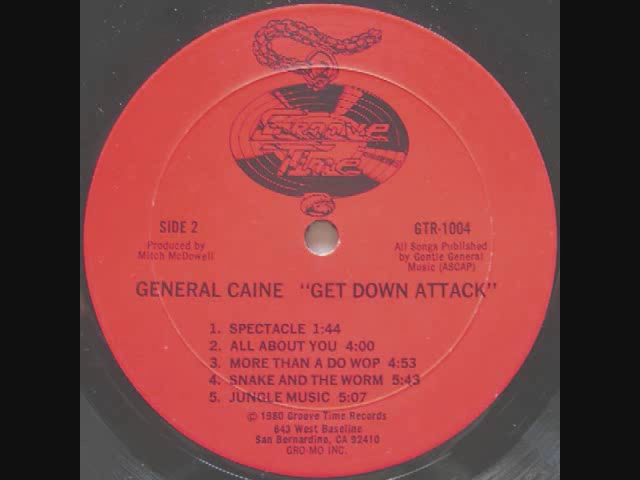 Groove
Time
SIDE 2
GTR-1004
Produced by
Mitch McDowell
All Songs Published
by Gentle General
Music (ASCAP)
GENERAL CAINE "GET DOWN ATTACK"
1. SPECTACLE 1:44
2. ALL ABOUT YOU 4:00
3. MORE THAN A DO WOP 4:53
4. SNAKE AND THE WORM 5:43
5. JUNGLE MUSIC 5:07
© 1980 Groove Time Records
643 West Baseline
San Bernardino, CA 92410
GRO-MO INC.